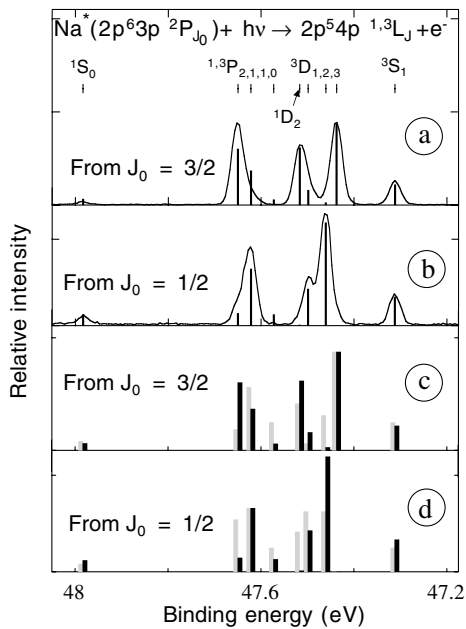 Na*(2p⁶3p ²P_J₀)+ hν → 2p⁵4p ¹,³L_J +e⁻
¹S₀ ¹,³P₂,₁,₁,₀ ³D₁,₂,₃ ³S₁
¹D₂
a
From J₀ = 3/2
b
From J₀ = 1/2
c
From J₀ = 3/2
d
From J₀ = 1/2
Relative intensity
48 47.6 47.2
Binding energy (eV)